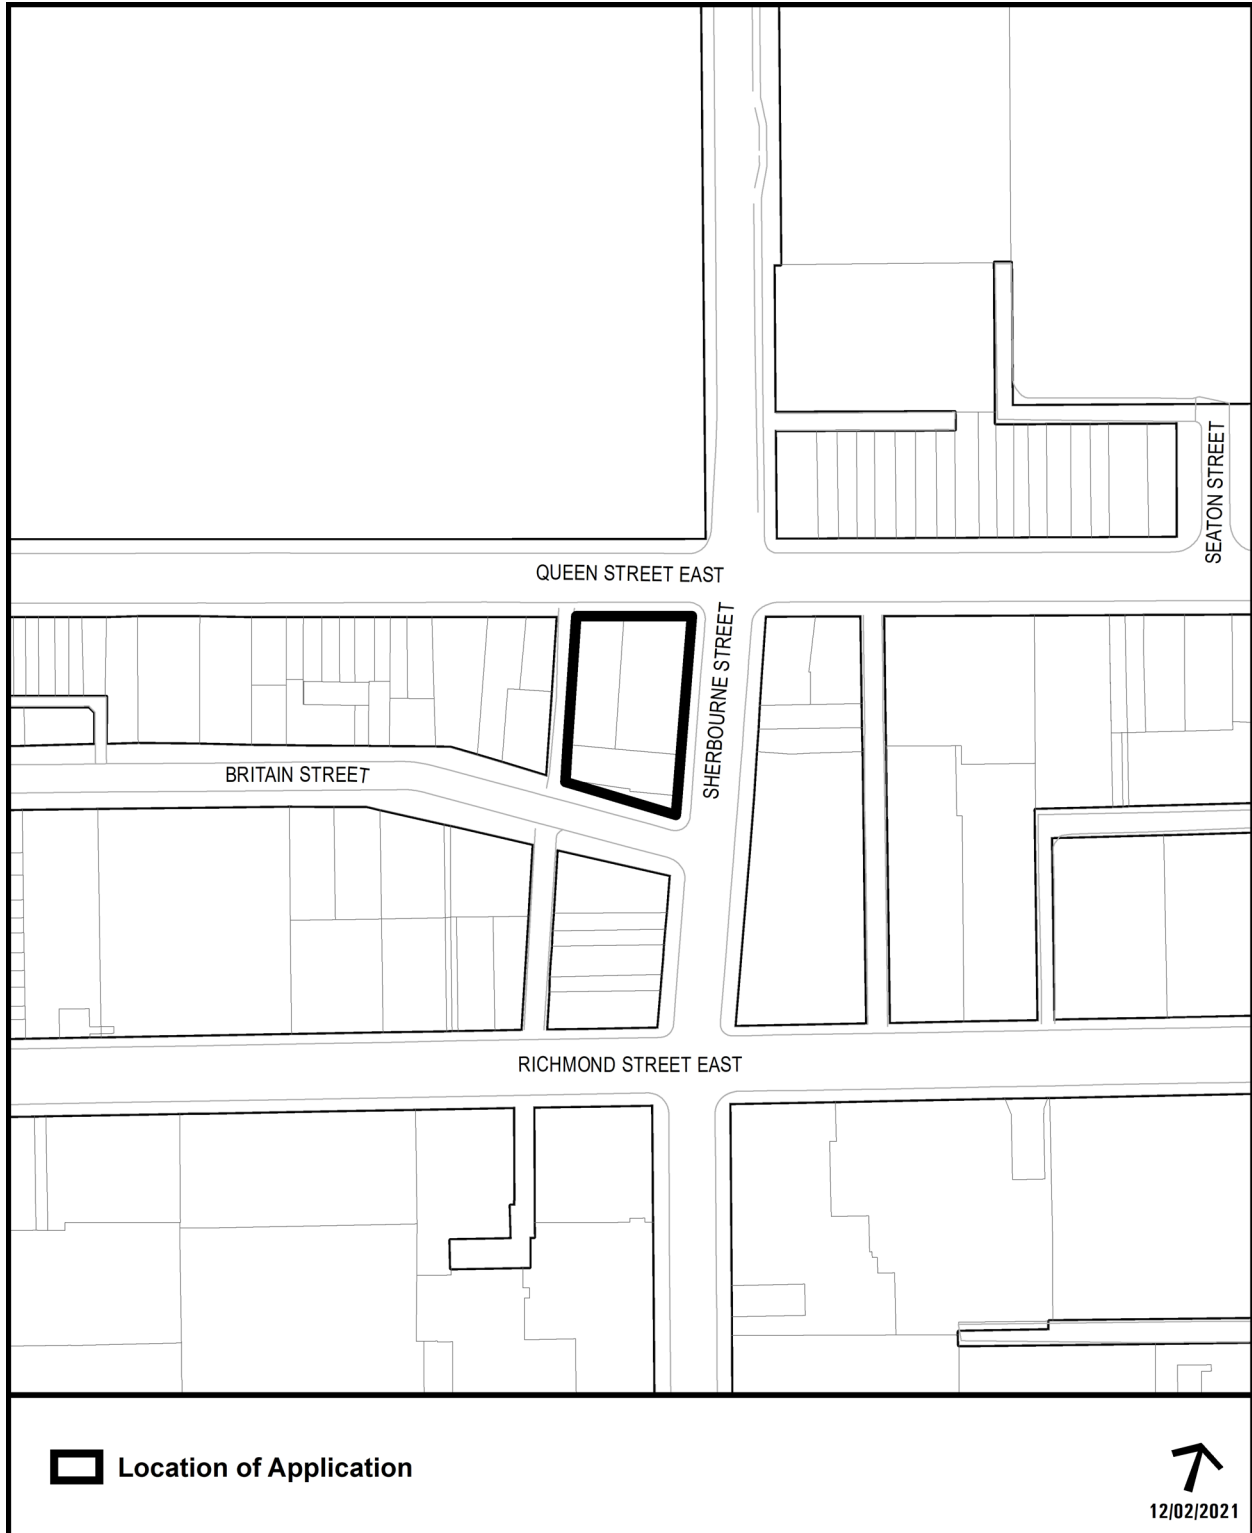 SEATON STREET
QUEEN STREET EAST
SHERBOURNE STREET
BRITAIN STREET
RICHMOND STREET EAST
Location of Application
12/02/2021